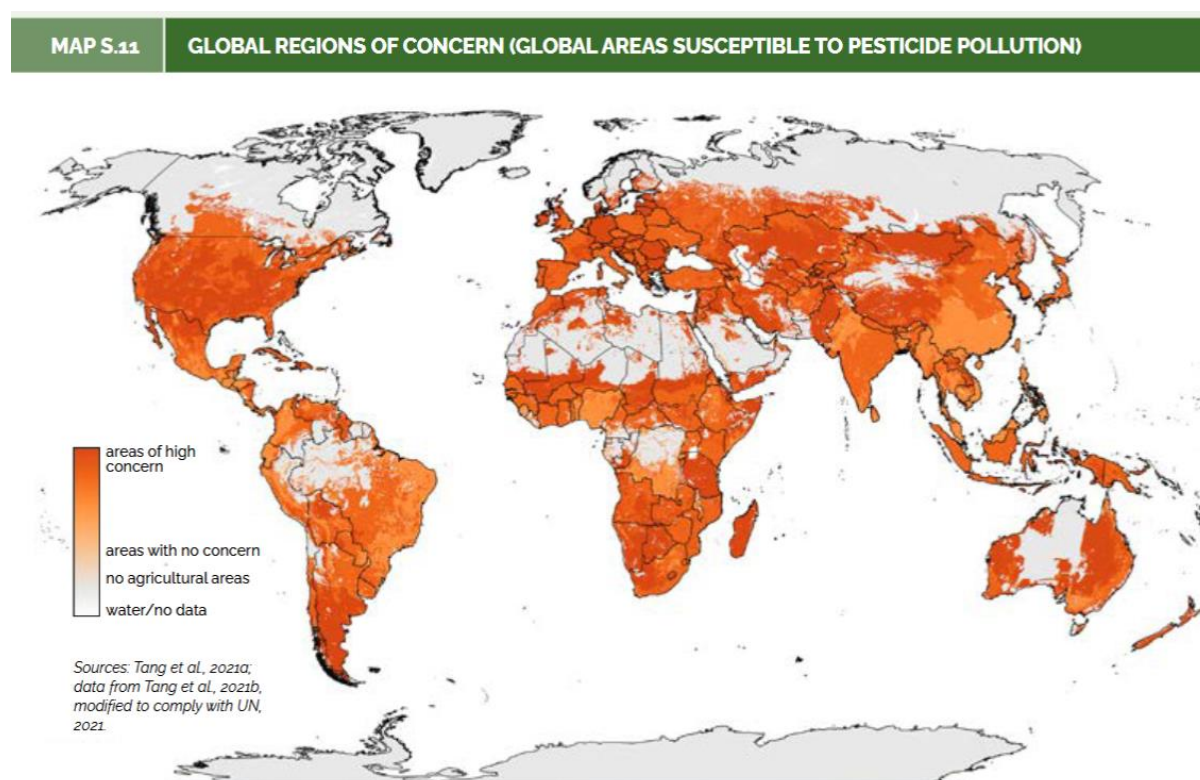 MAP S.11
GLOBAL REGIONS OF CONCERN (GLOBAL AREAS SUSCEPTIBLE TO PESTICIDE POLLUTION)
areas of high
concern
areas with no concern
no agricultural areas
water/no data
Sources: Tang et al., 2021a;
data from Tang et al., 2021b,
modified to comply with UN,
2021.